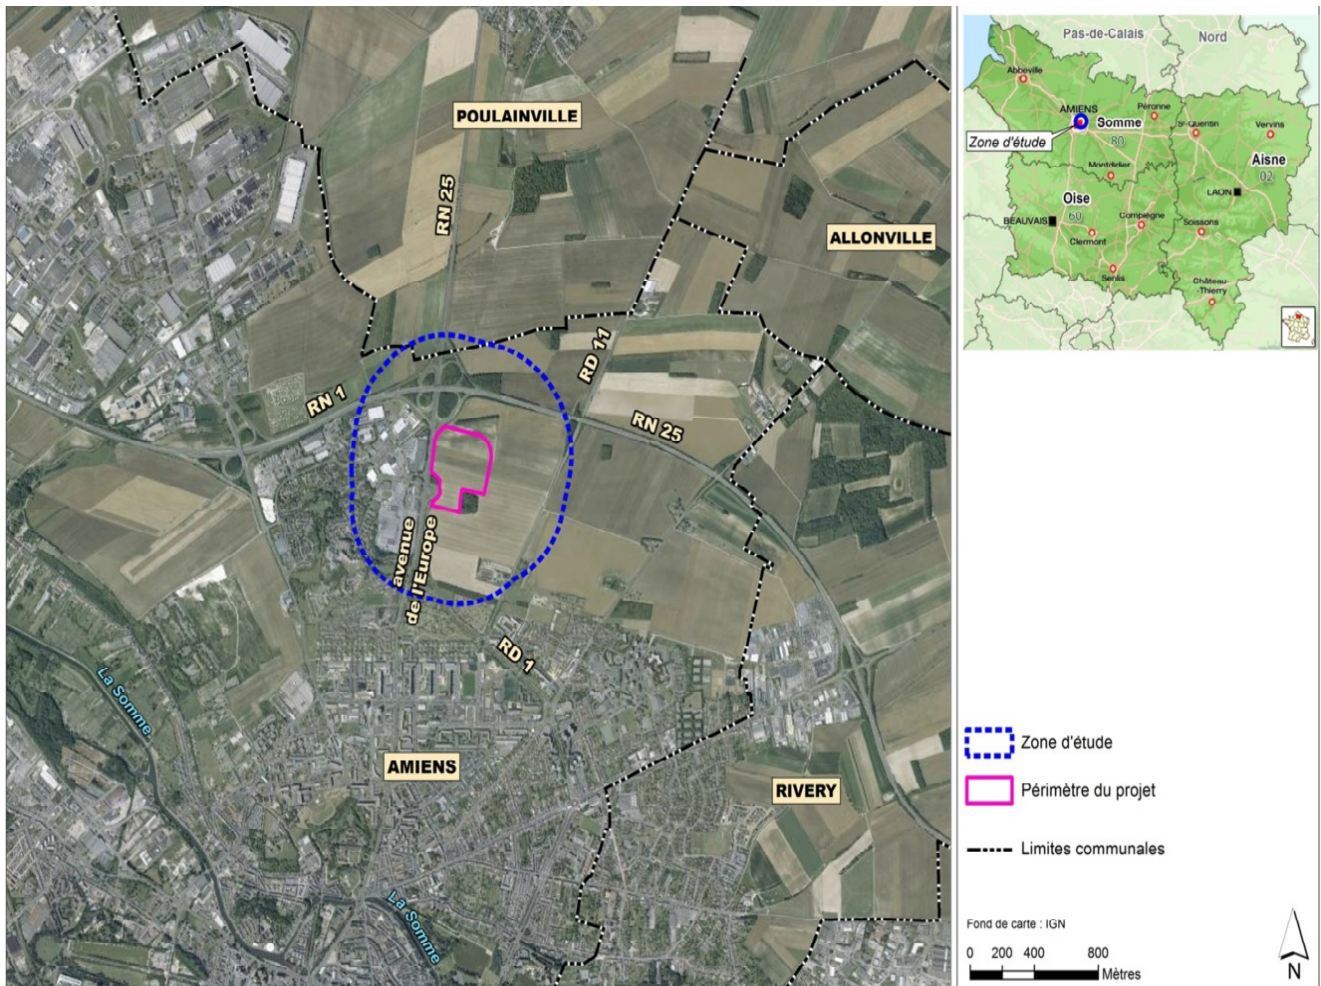 POULAINVILLE
RN 25
ALLONVILLE
RD 11
RN 1
RN 25
avenue
de l'Europe
RD 1
La Somme
AMIENS
RIVERY
La Somme
Pas-de-Calais
Nord
Abbeville
AMIENS
Péronne
Somme
80
St-Quentin
Vervins
Zone d'étude
Montdidier
Aisne
02
LAON
Oise
60
BEAUVAIS
Compiègne
Soissons
Clermont
Senlis
Château
-Thierry
Zone d'étude
Périmètre du projet
Limites communales
Fond de carte : IGN
0 200 400 800
Mètres
N